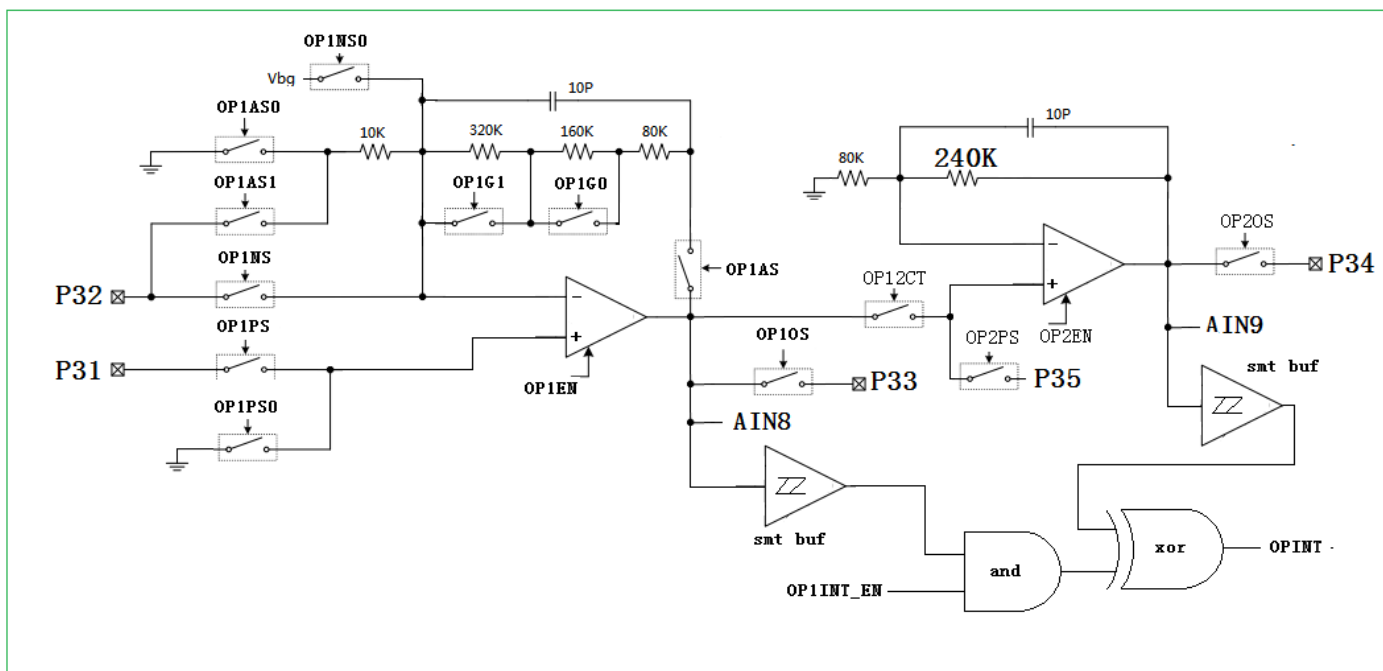 OP1NS0
Vbg
10P
OP1AS0
10K
320K
160K
80K
10P
80K
240K
OP1AS1
OP1G1
OP1G0
OP1NS
OP1AS
OP2OS
P32
P34
OP12CT
OP1PS
OP2EN
AIN9
P31
OP1EN
OP1OS
OP2PS
P33
P35
smt buf
OP1PS0
AIN8
smt buf
xor
OPINT
and
OP1INT_EN